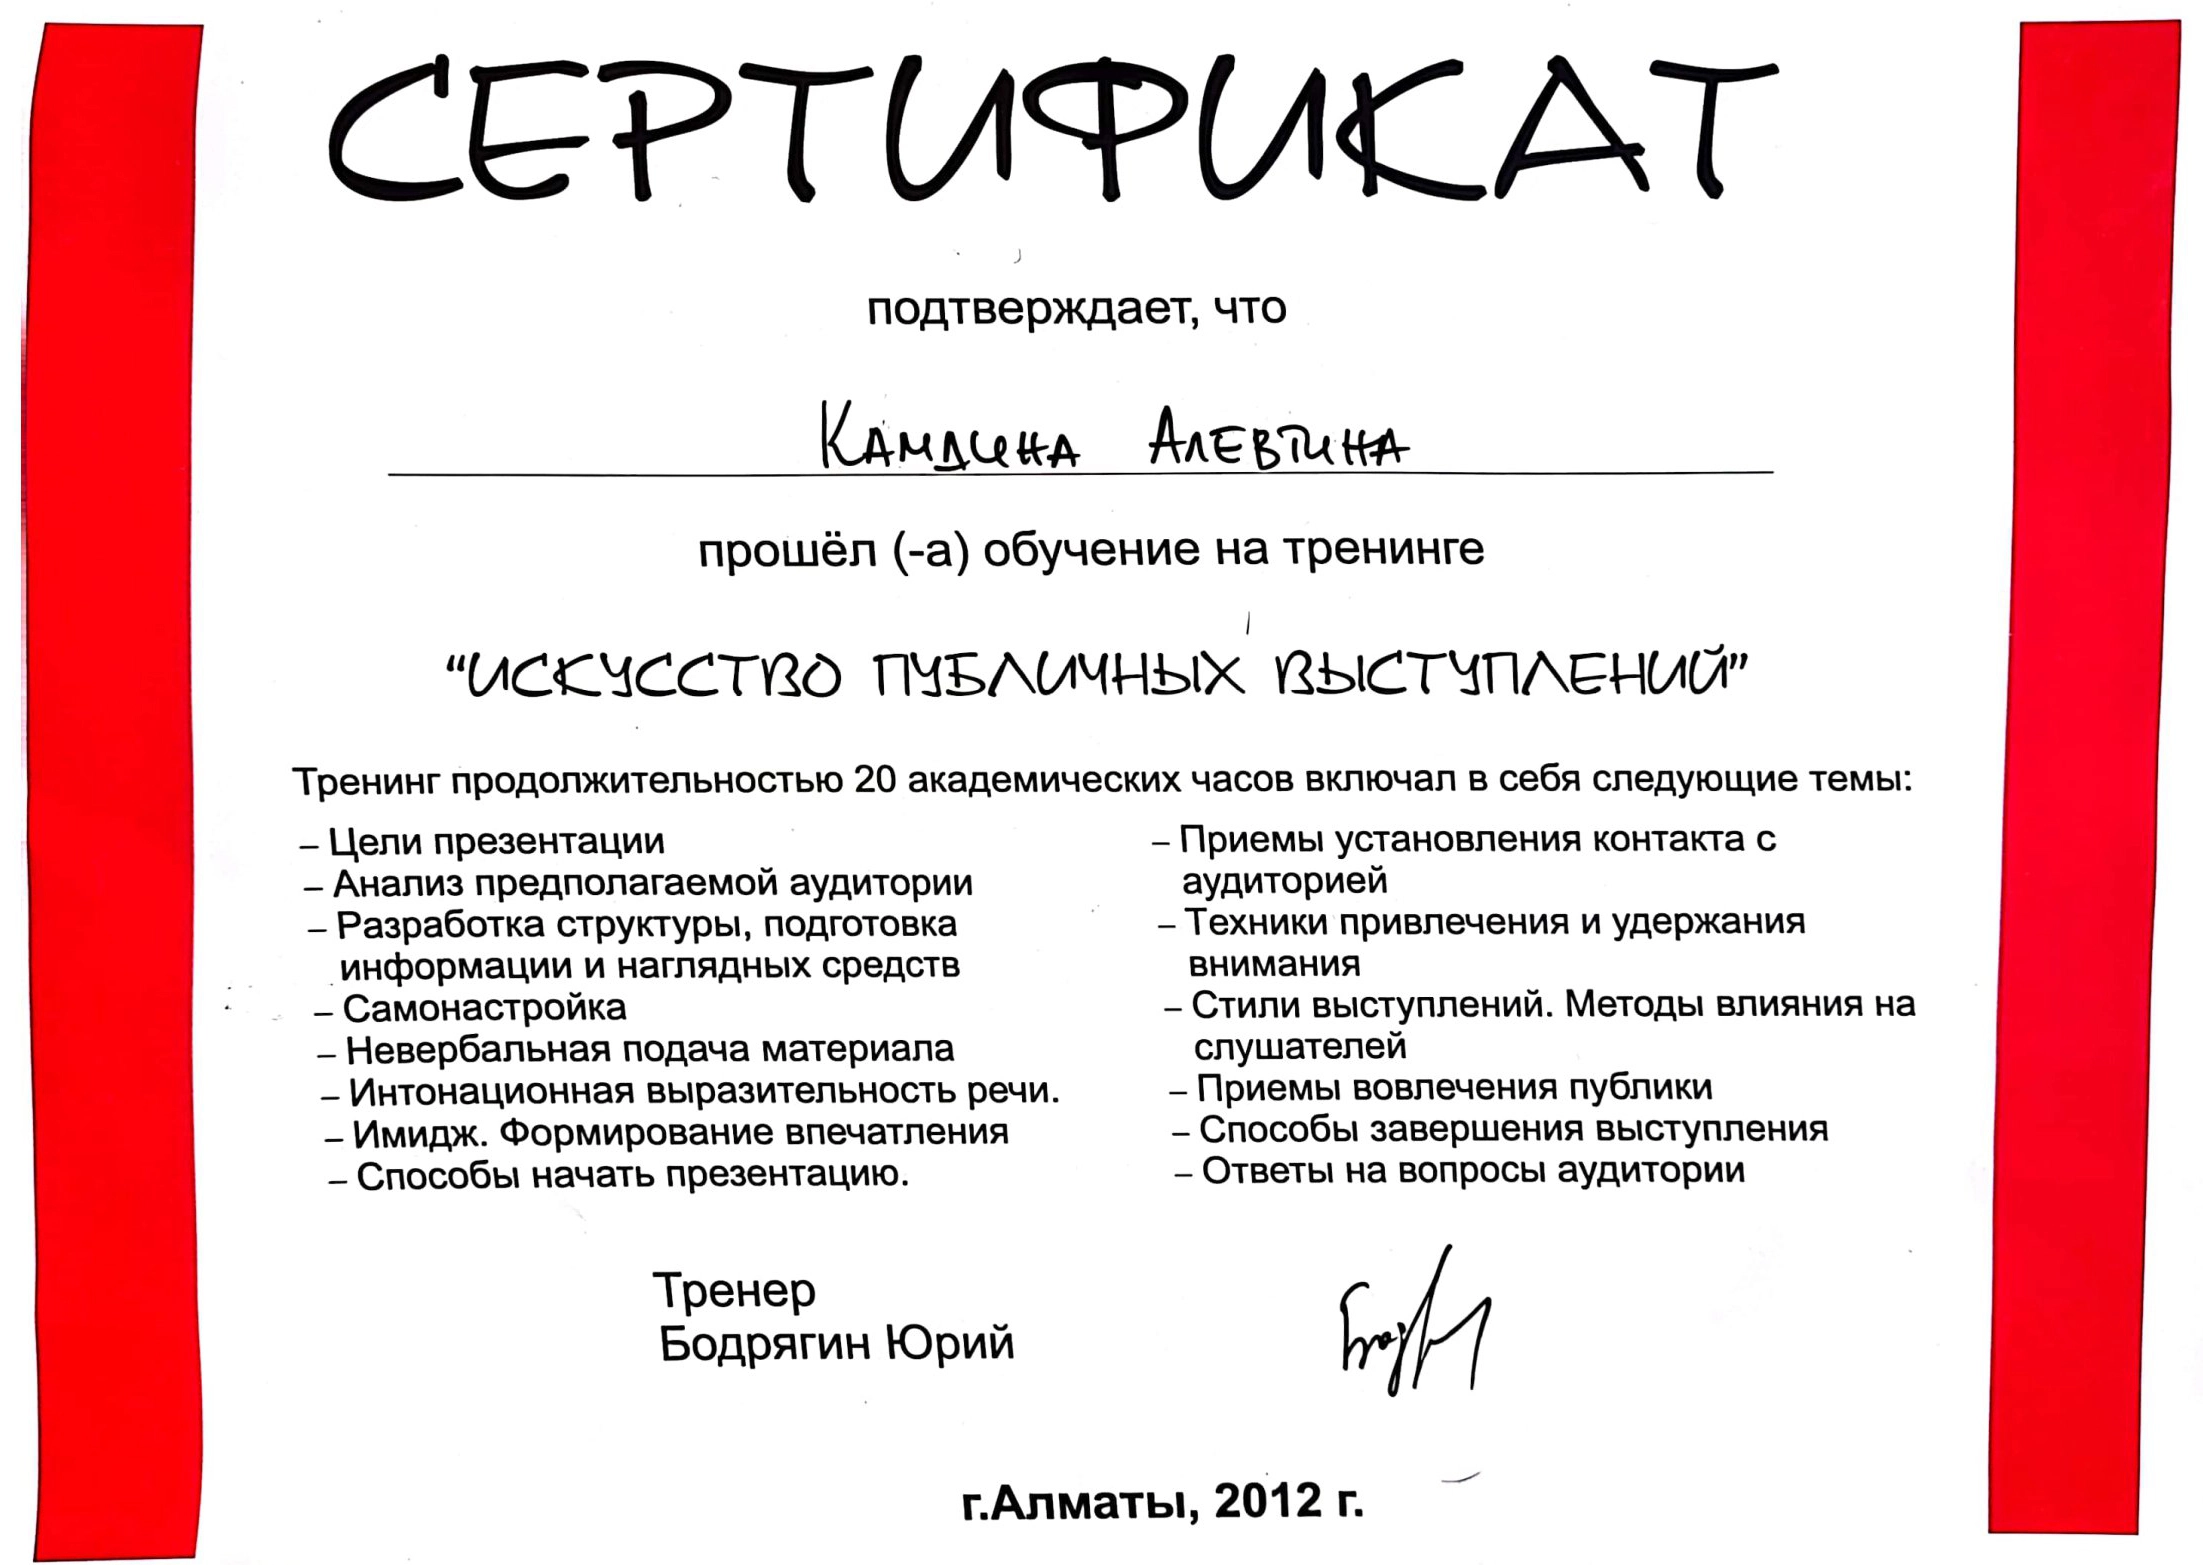 СЕРТИФИКАТ
подтверждает, что
Камдина Алевтина
прошёл (-а) обучение на тренинге
“ИСКУССТВО ПУБЛИЧНЫХ ВЫСТУПЛЕНИЙ”
Тренинг продолжительностью 20 академических часов включал в себя следующие темы:
– Цели презентации
– Анализ предполагаемой аудитории
– Разработка структуры, подготовка
информации и наглядных средств
– Самонастройка
– Невербальная подача материала
– Интонационная выразительность речи.
– Имидж. Формирование впечатления
– Способы начать презентацию.
– Приемы установления контакта с
аудиторией
– Техники привлечения и удержания
внимания
– Стили выступлений. Методы влияния на
слушателей
– Приемы вовлечения публики
– Способы завершения выступления
– Ответы на вопросы аудитории
Тренер
Бодрягин Юрий
г.Алматы, 2012 г.